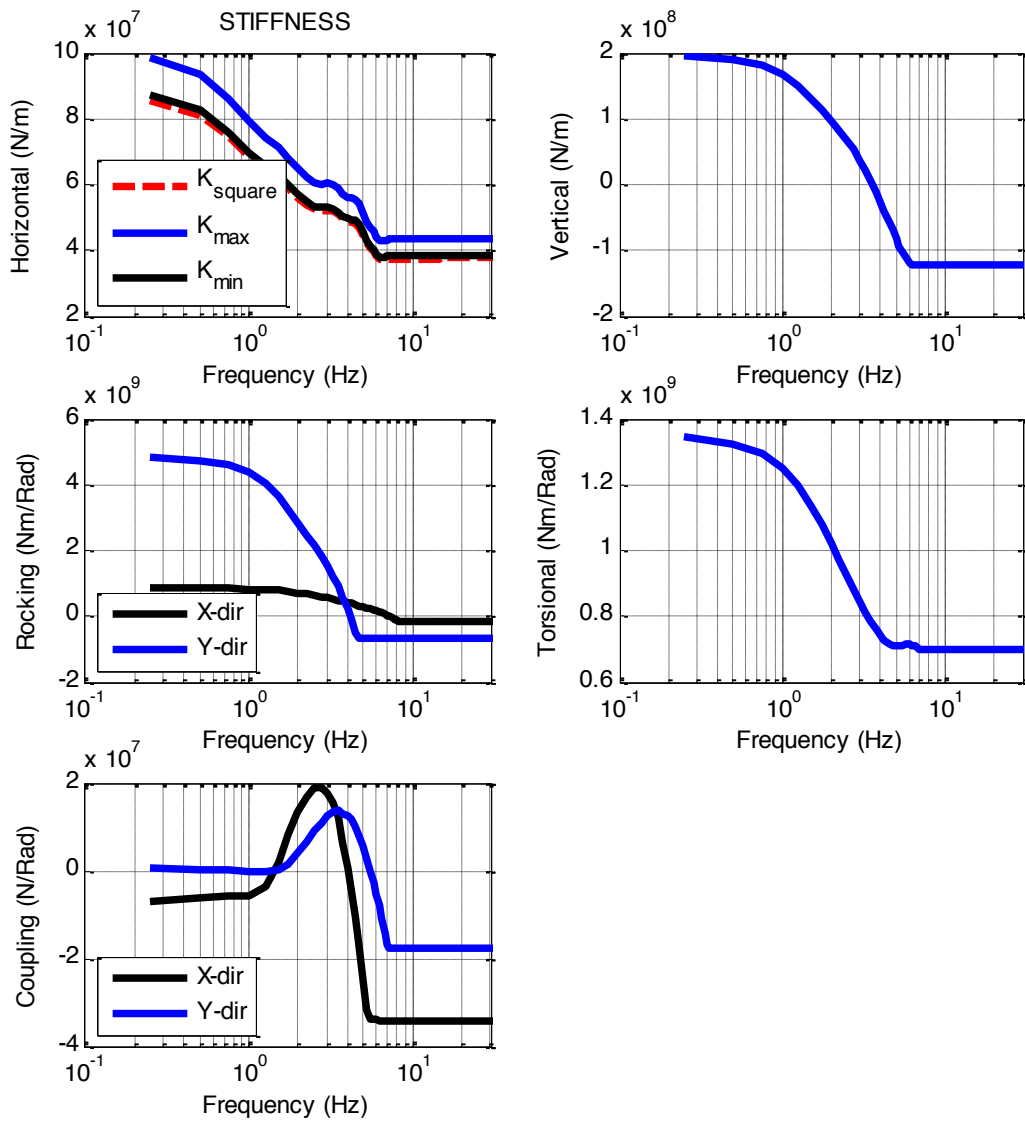 STIFFNESS
x 10^7
Horizontal (N/m)
10
8
6
4
2
K_square
K_max
K_min
10^-1
10^0
10^1
Frequency (Hz)
x 10^8
Vertical (N/m)
2
1
0
-1
-2
10^-1
10^0
10^1
Frequency (Hz)
x 10^9
Rocking (Nm/Rad)
6
4
2
0
-2
X-dir
Y-dir
10^-1
10^0
10^1
Frequency (Hz)
x 10^9
Torsional (Nm/Rad)
1.4
1.2
1
0.8
0.6
10^-1
10^0
10^1
Frequency (Hz)
x 10^7
Coupling (N/Rad)
2
0
-2
-4
X-dir
Y-dir
10^-1
10^0
10^1
Frequency (Hz)